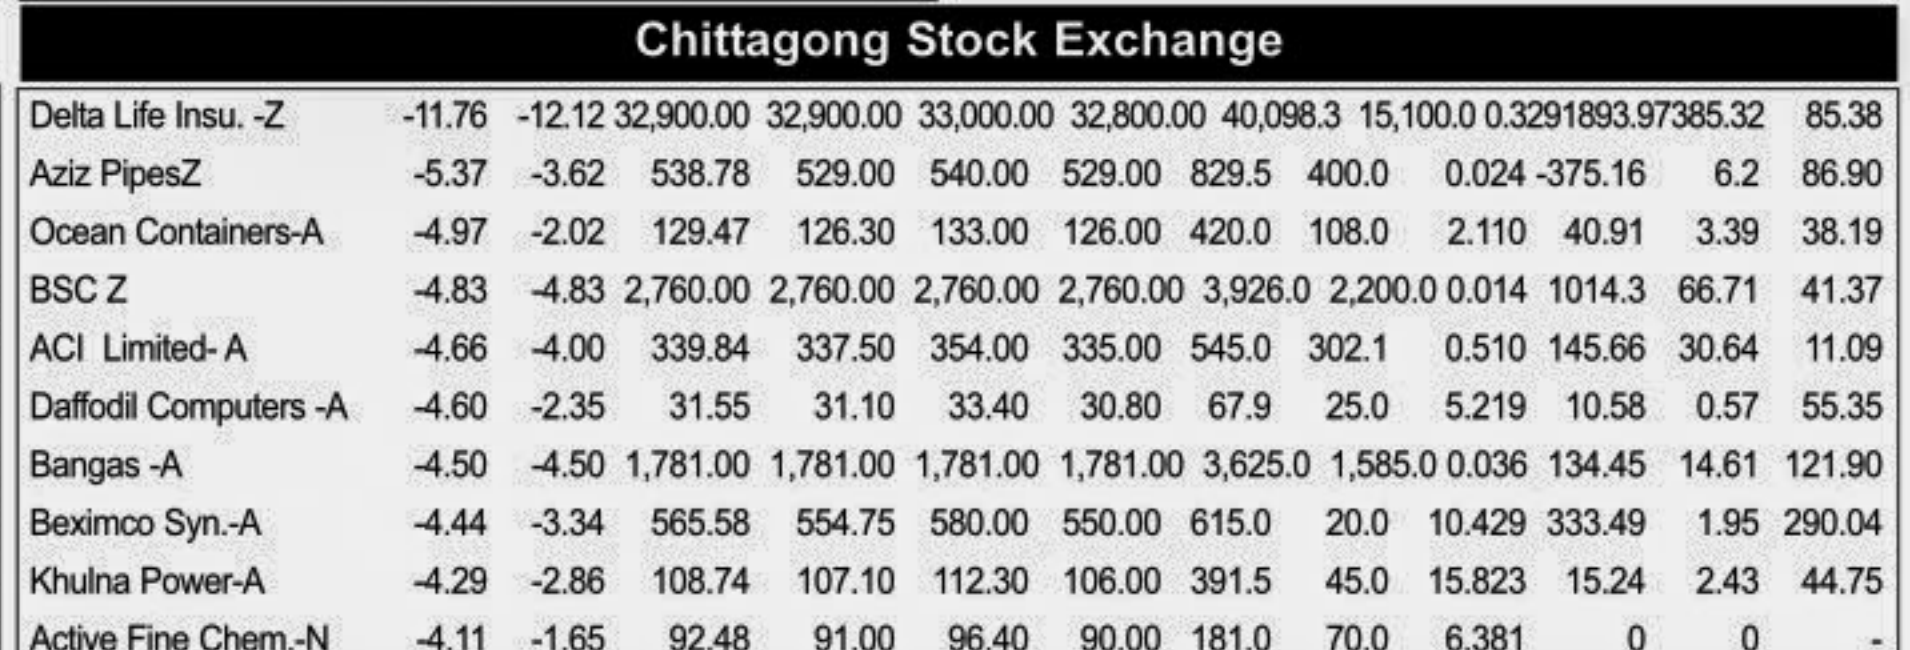 Chittagong Stock Exchange
Delta Life Insu. -Z -11.76 -12.12 32,900.00 32,900.00 33,000.00 32,800.00 40,098.3 15,100.0 0.3291893.97385.32 85.38
Aziz PipesZ -5.37 -3.62 538.78 529.00 540.00 529.00 829.5 400.0 0.024 -375.16 6.2 86.90
Ocean Containers-A -4.97 -2.02 129.47 126.30 133.00 126.00 420.0 108.0 2.110 40.91 3.39 38.19
BSC Z -4.83 -4.83 2,760.00 2,760.00 2,760.00 2,760.00 3,926.0 2,200.0 0.014 1014.3 66.71 41.37
ACI Limited- A -4.66 -4.00 339.84 337.50 354.00 335.00 545.0 302.1 0.510 145.66 30.64 11.09
Daffodil Computers -A -4.60 -2.35 31.55 31.10 33.40 30.80 67.9 25.0 5.219 10.58 0.57 55.35
Bangas -A -4.50 -4.50 1,781.00 1,781.00 1,781.00 1,781.00 3,625.0 1,585.0 0.036 134.45 14.61 121.90
Beximco Syn.-A -4.44 -3.34 565.58 554.75 580.00 550.00 615.0 20.0 10.429 333.49 1.95 290.04
Khulna Power-A -4.29 -2.86 108.74 107.10 112.30 106.00 391.5 45.0 15.823 15.24 2.43 44.75
Active Fine Chem.-N -4.11 -1.65 92.48 91.00 96.40 90.00 181.0 70.0 6.381 0 0 -